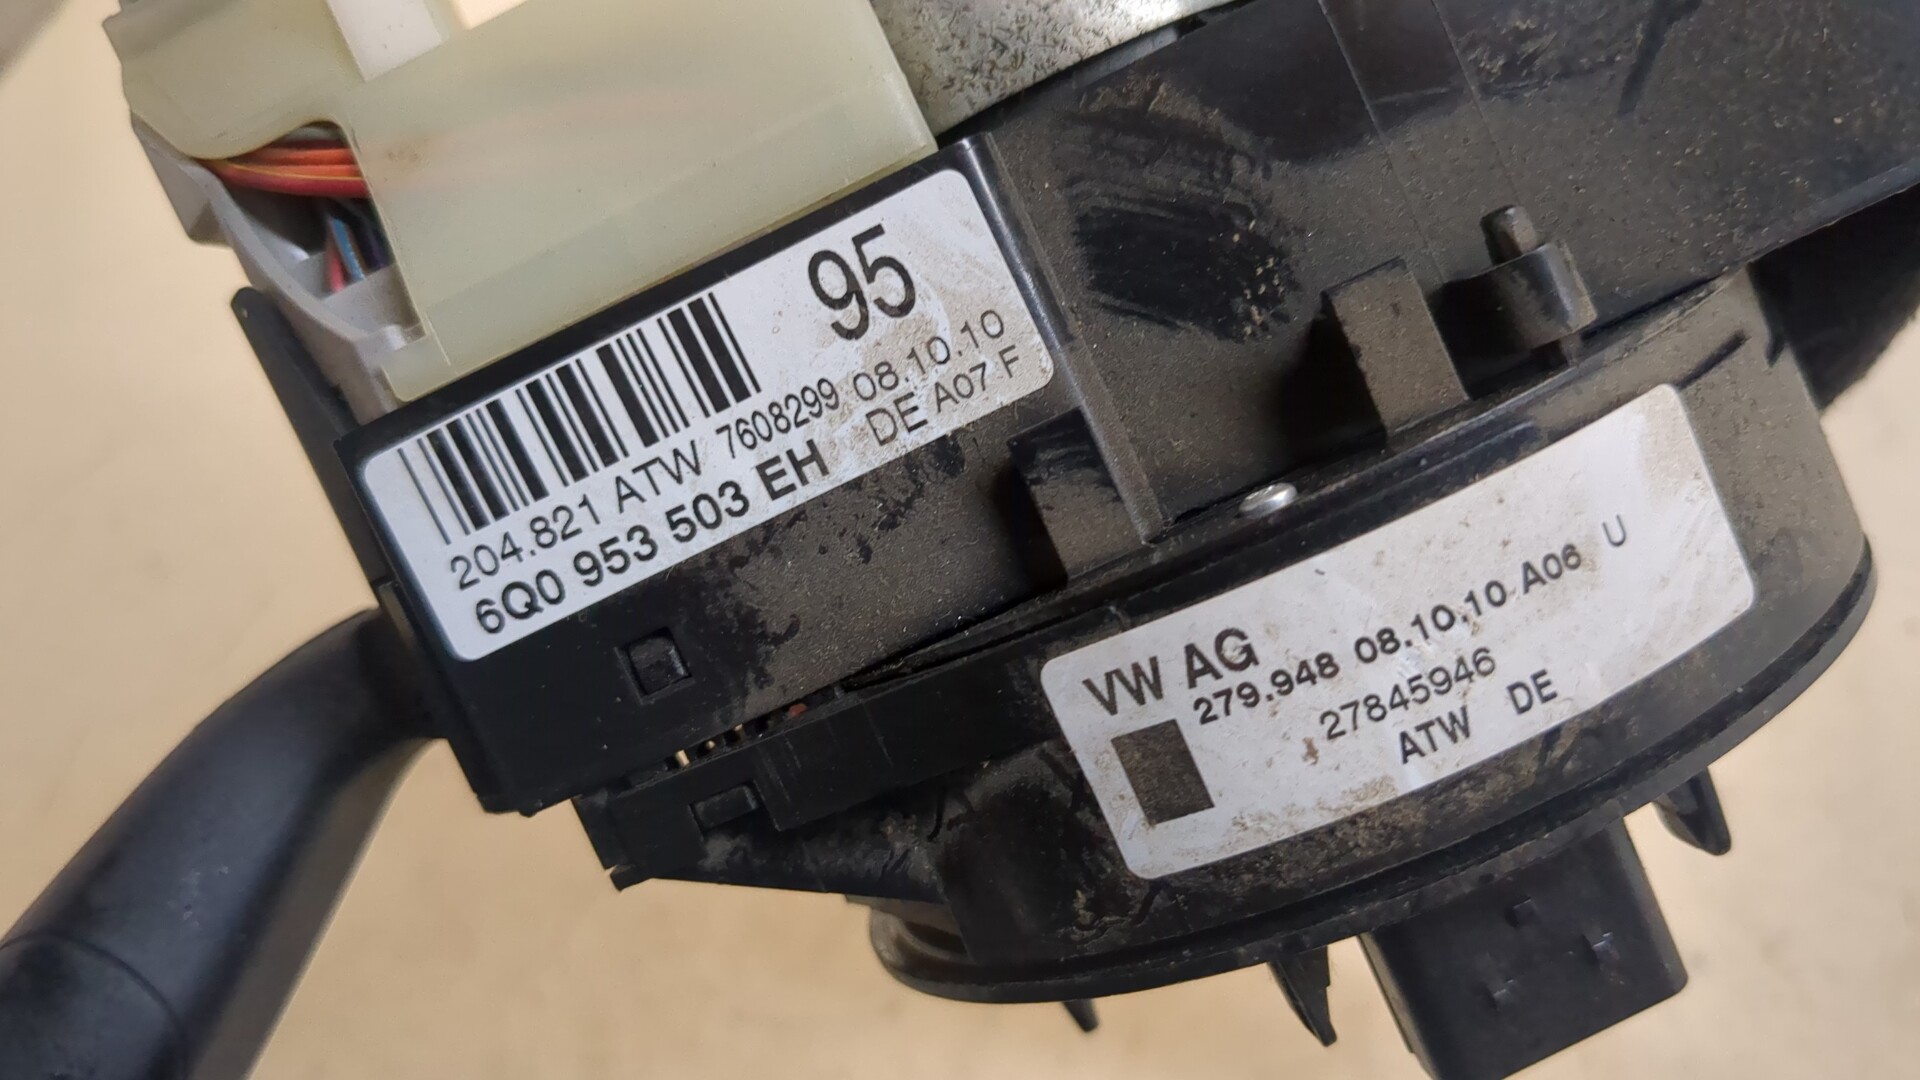 95
204.821 ATW 7608299 08.10.10
6Q0 953 503 EH DE A07 F
VW AG
279.948 08.10.10 A06 U
27845946
ATW DE